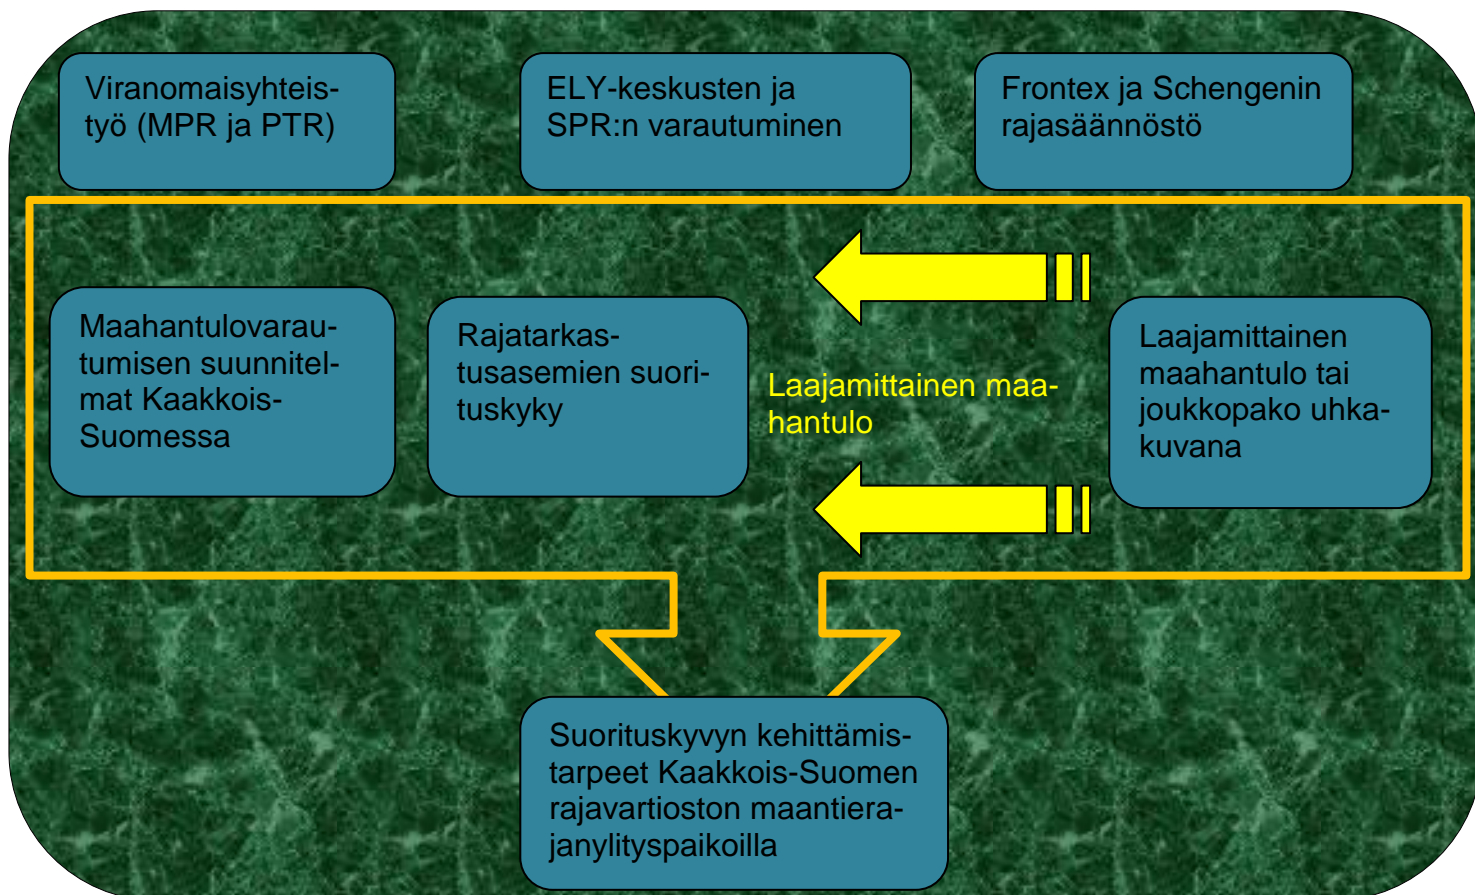 Viranomaisyhteis-
työ (MPR ja PTR)
ELY-keskusten ja
SPR:n varautuminen
Frontex ja Schengenin
rajasäännöstö
Maahantulovarau-
tumisen suunnitel-
mat Kaakkois-
Suomessa
Rajatarkas-
tusasemien suori-
tuskyky
Laajamittainen maa-
hantulo
Laajamittainen
maahantulo tai
joukkopako uhka-
kuvana
Suorituskyvyn kehittämis-
tarpeet Kaakkois-Suomen
rajavartioston maantiera-
janylityspaikoilla